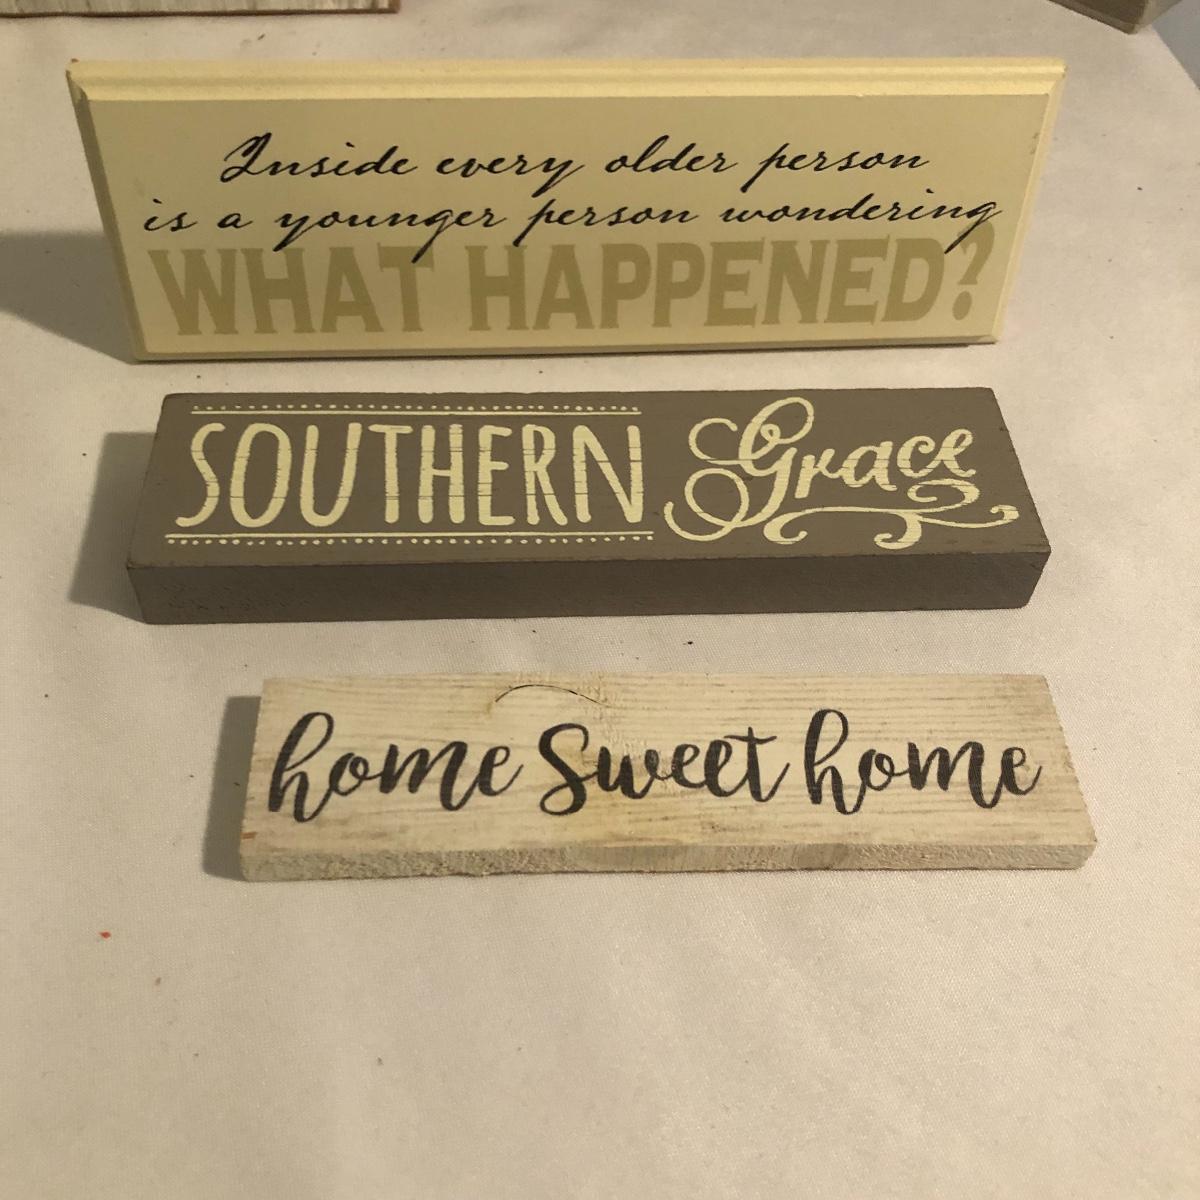 Inside every older person
is a younger person wondering
WHAT HAPPENED?
SOUTHERN Grace
home Sweet home